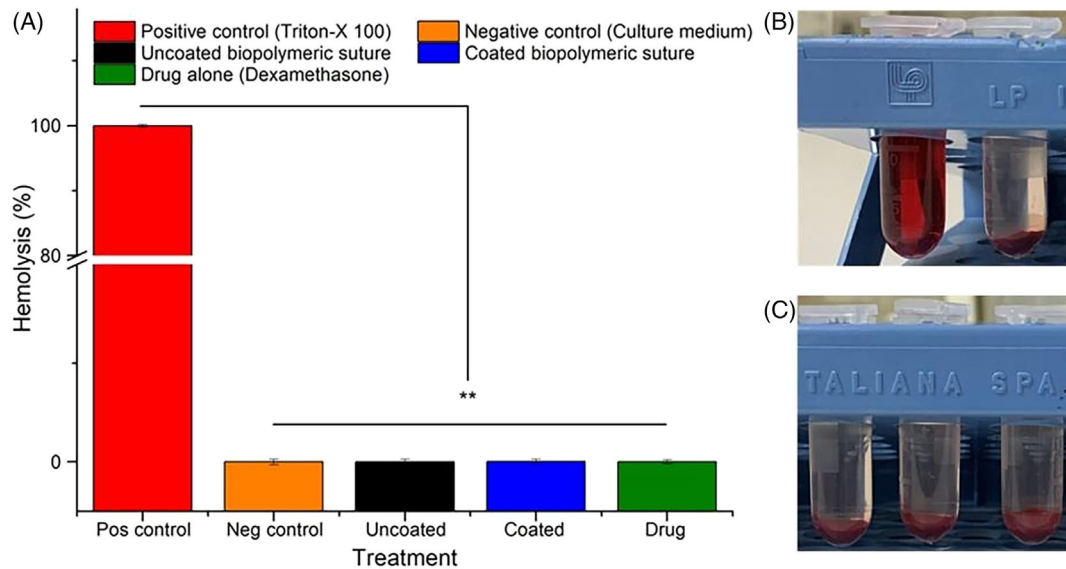 (A)
Positive control (Triton-X 100)
Negative control (Culture medium)
Uncoated biopolymeric suture
Coated biopolymeric suture
Drug alone (Dexamethasone)
Hemolysis (%)
100
80
0
**
Pos control
Neg control
Uncoated
Coated
Drug
Treatment
(B)
LP I
(C)
TALIANA SPA